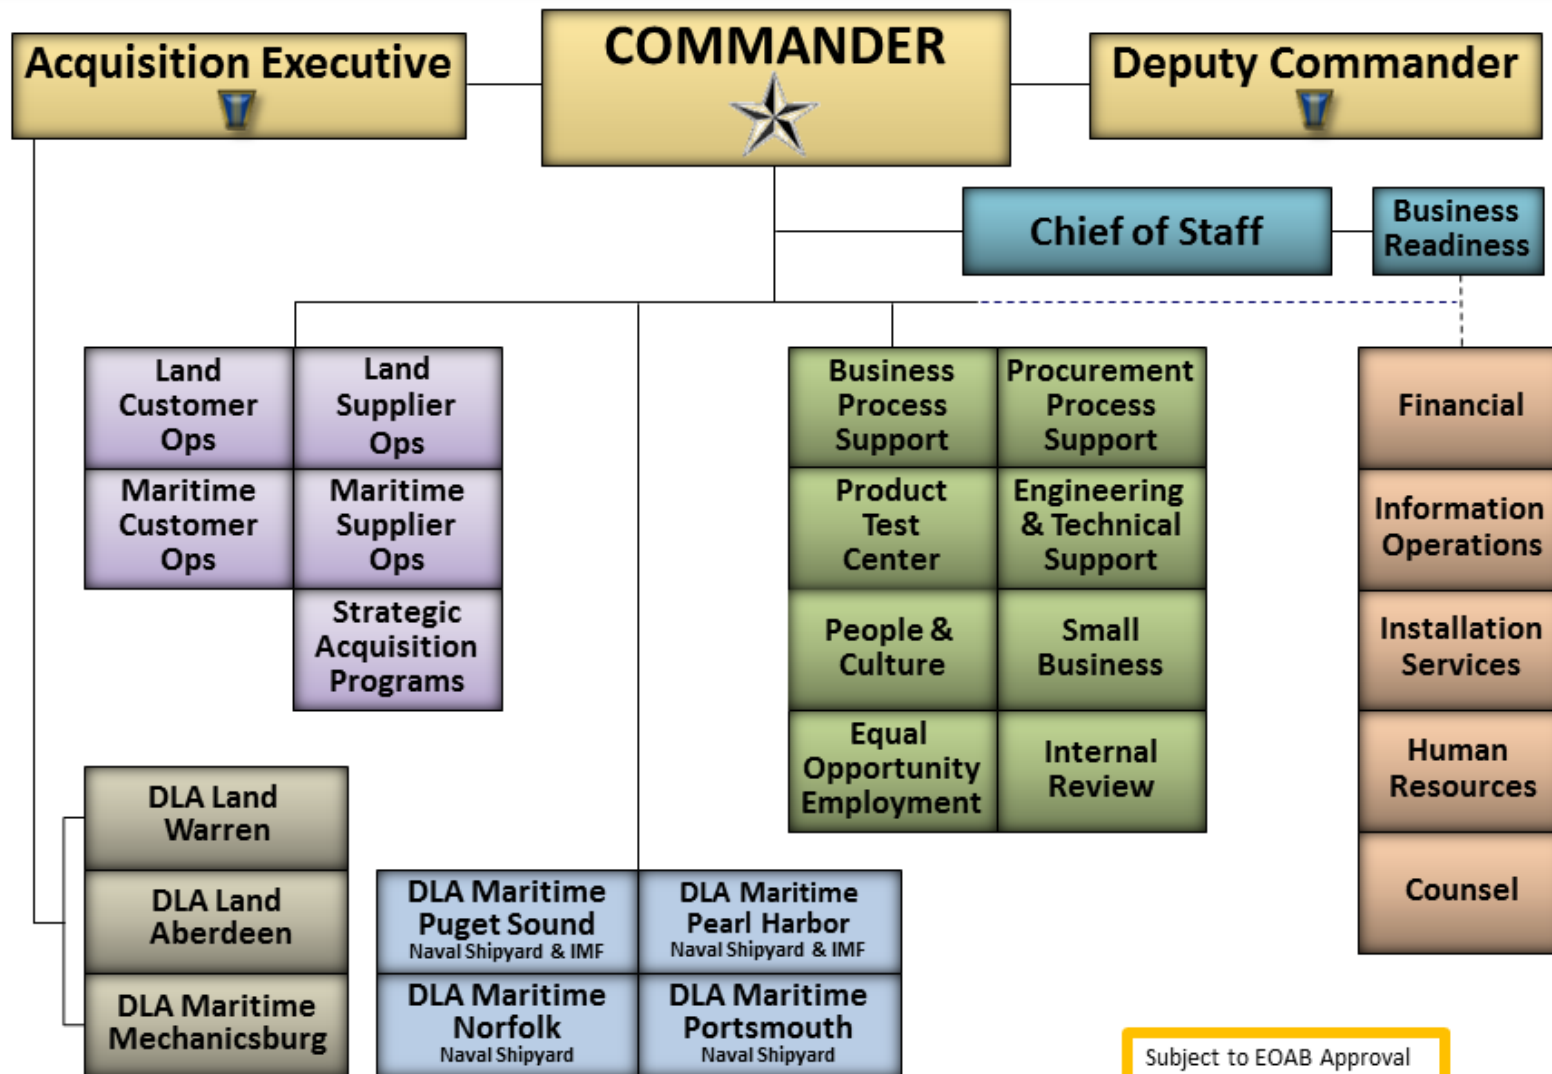 Acquisition Executive
COMMANDER
Deputy Commander
Chief of Staff
Business
Readiness
Land
Customer
Ops
Land
Supplier
Ops
Maritime
Customer
Ops
Maritime
Supplier
Ops
Strategic
Acquisition
Programs
Business
Process
Support
Procurement
Process
Support
Product
Test
Center
Engineering
& Technical
Support
People &
Culture
Small
Business
Equal
Opportunity
Employment
Internal
Review
Financial
Information
Operations
Installation
Services
Human
Resources
Counsel
DLA Land
Warren
DLA Land
Aberdeen
DLA Maritime
Mechanicsburg
DLA Maritime
Puget Sound
Naval Shipyard & IMF
DLA Maritime
Pearl Harbor
Naval Shipyard & IMF
DLA Maritime
Norfolk
Naval Shipyard
DLA Maritime
Portsmouth
Naval Shipyard
Subject to EOAB Approval